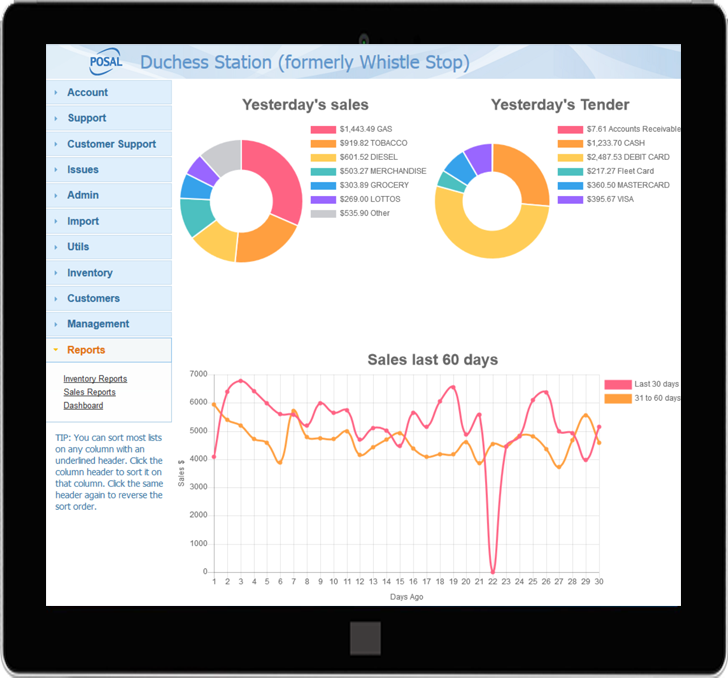 POSAL
Duchess Station (formerly Whistle Stop)
Account
Support
Customer Support
Issues
Admin
Import
Utils
Inventory
Customers
Management
Reports
Inventory Reports
Sales Reports
Dashboard
TIP: You can sort most lists
on any column with an
underlined header. Click the
column header to sort it on
that column. Click the same
header again to reverse the
sort order.
Yesterday's sales
$1,443.49 GAS
$919.82 TOBACCO
$601.52 DIESEL
$503.27 MERCHANDISE
$303.89 GROCERY
$269.00 LOTTOS
$535.90 Other
Yesterday's Tender
$7.61 Accounts Receivable
$1,233.70 CASH
$2,487.53 DEBIT CARD
$217.27 Fleet Card
$360.50 MASTERCARD
$395.67 VISA
Sales last 60 days
Last 30 days
31 to 60 days
Sales $
7000
6000
5000
4000
3000
2000
1000
0
1 2 3 4 5 6 7 8 9 10 11 12 13 14 15 16 17 18 19 20 21 22 23 24 25 26 27 28 29 30
Days Ago